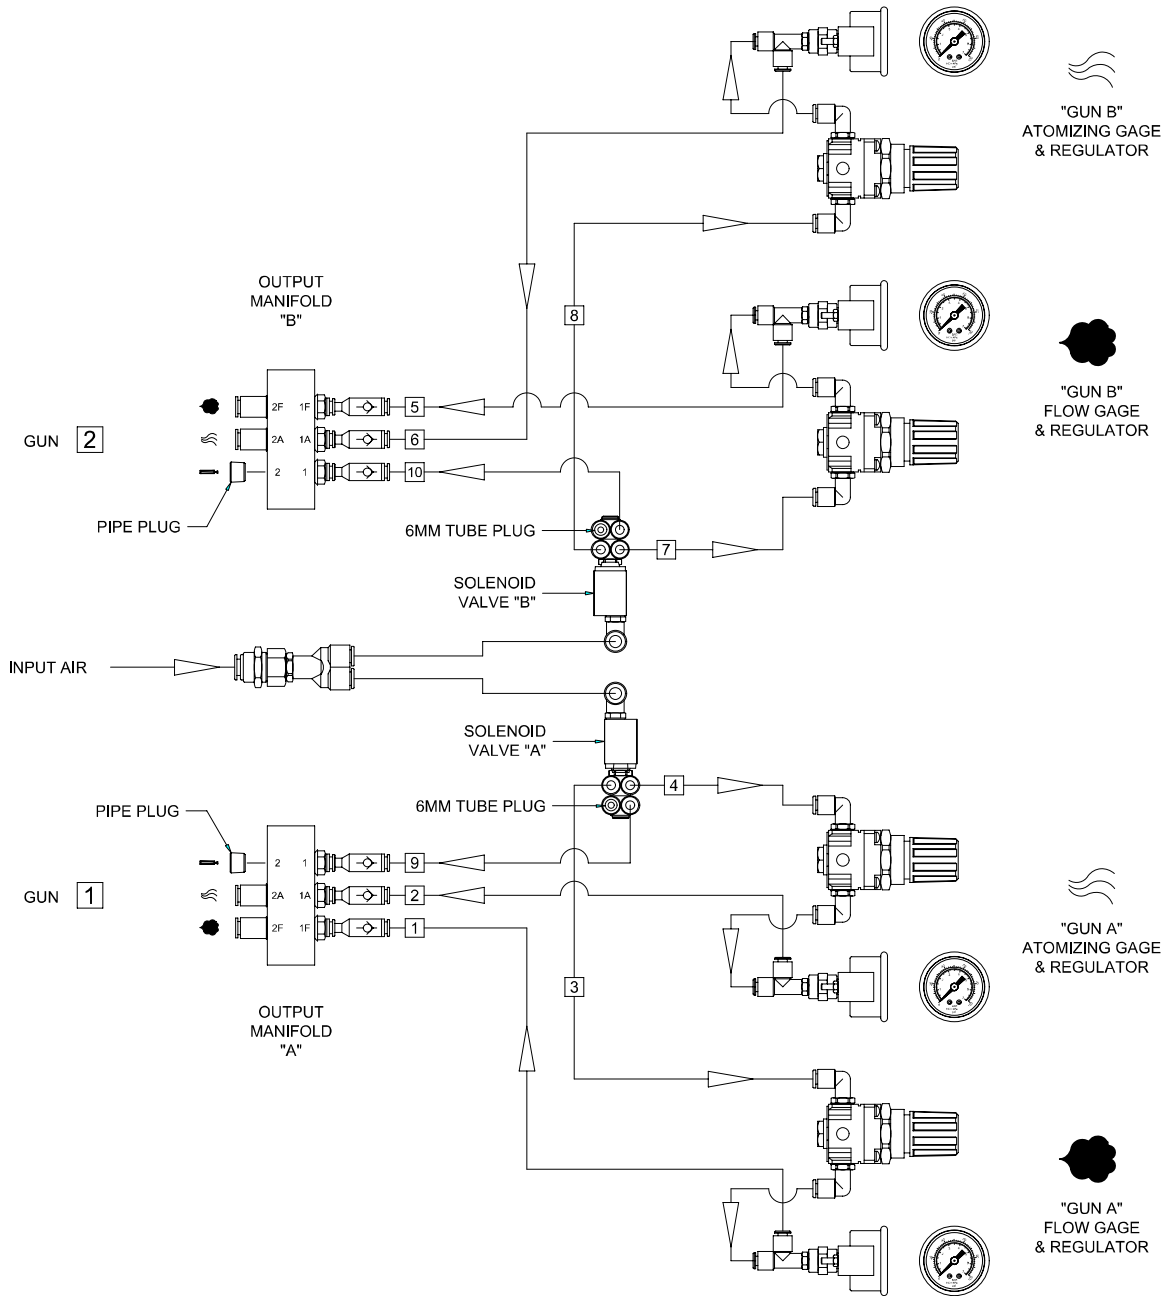 "GUN B"
ATOMIZING GAGE
& REGULATOR
OUTPUT
MANIFOLD
"B"
8
"GUN B"
FLOW GAGE
& REGULATOR
2F 1F 5
GUN 2
2A 1A 6
2 1 10
PIPE PLUG
6MM TUBE PLUG
7
SOLENOID
VALVE "B"
INPUT AIR
SOLENOID
VALVE "A"
4
6MM TUBE PLUG
PIPE PLUG
2 1 9
GUN 1
2A 1A 2
2F 1F 1
"GUN A"
ATOMIZING GAGE
& REGULATOR
3
OUTPUT
MANIFOLD
"A"
"GUN A"
FLOW GAGE
& REGULATOR